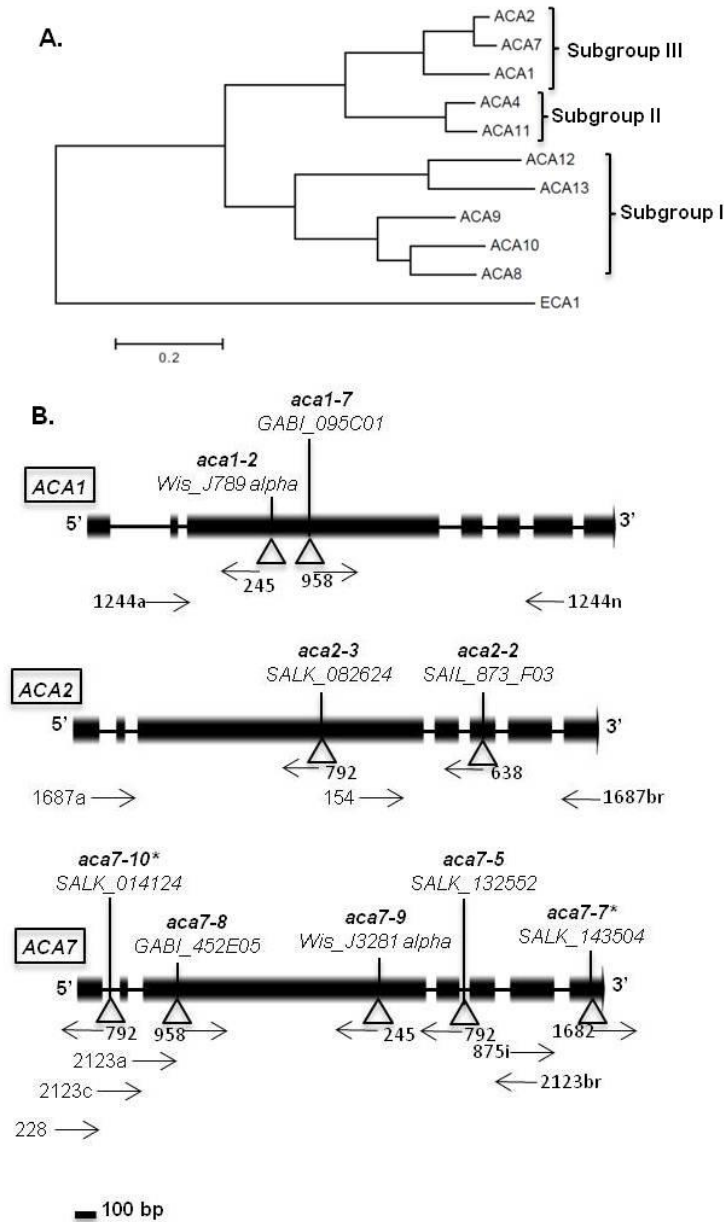 A.
ACA2
ACA7
ACA1
Subgroup III
ACA4
ACA11
Subgroup II
ACA12
ACA13
ACA9
ACA10
ACA8
Subgroup I
ECA1
0.2
B.
aca1-7
GABI_095C01
aca1-2
Wis_J789 alpha
ACA1
5’ 3’
245 958
1244a 1244n
aca2-3 aca2-2
SALK_082624 SAIL_873_F03
ACA2
5’ 3’
792 638
1687a 154 1687br
aca7-10* aca7-5
SALK_014124 SALK_132552
aca7-8 aca7-9 aca7-7*
GABI_452E05 Wis_J3281 alpha SALK_143504
ACA7
5’ 3’
792 958 245 792 1682
2123a 875i
2123c 2123br
228
100 bp